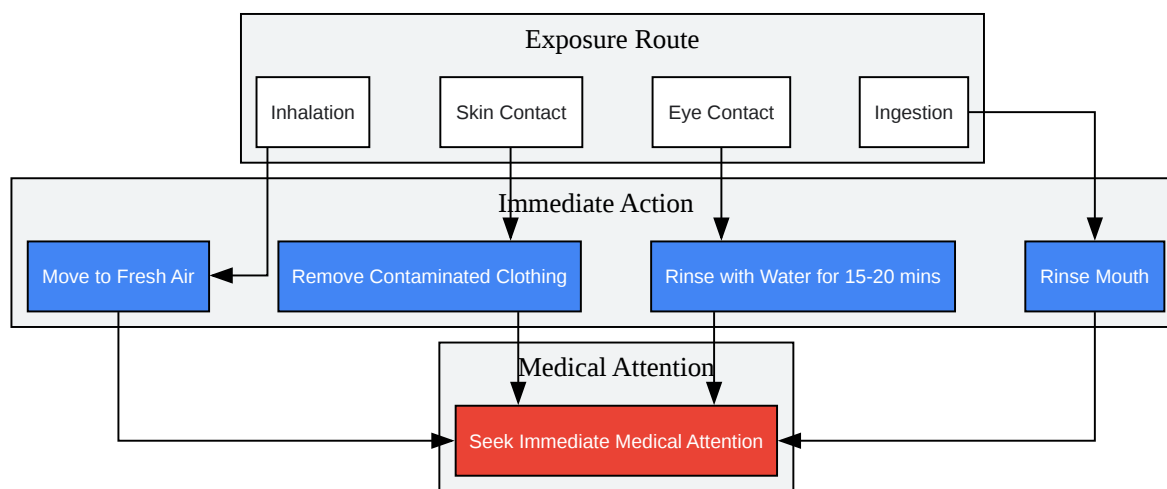 Exposure Route
Inhalation
Skin Contact
Eye Contact
Ingestion
Immediate Action
Move to Fresh Air
Remove Contaminated Clothing
Rinse with Water for 15-20 mins
Rinse Mouth
Medical Attention
Seek Immediate Medical Attention